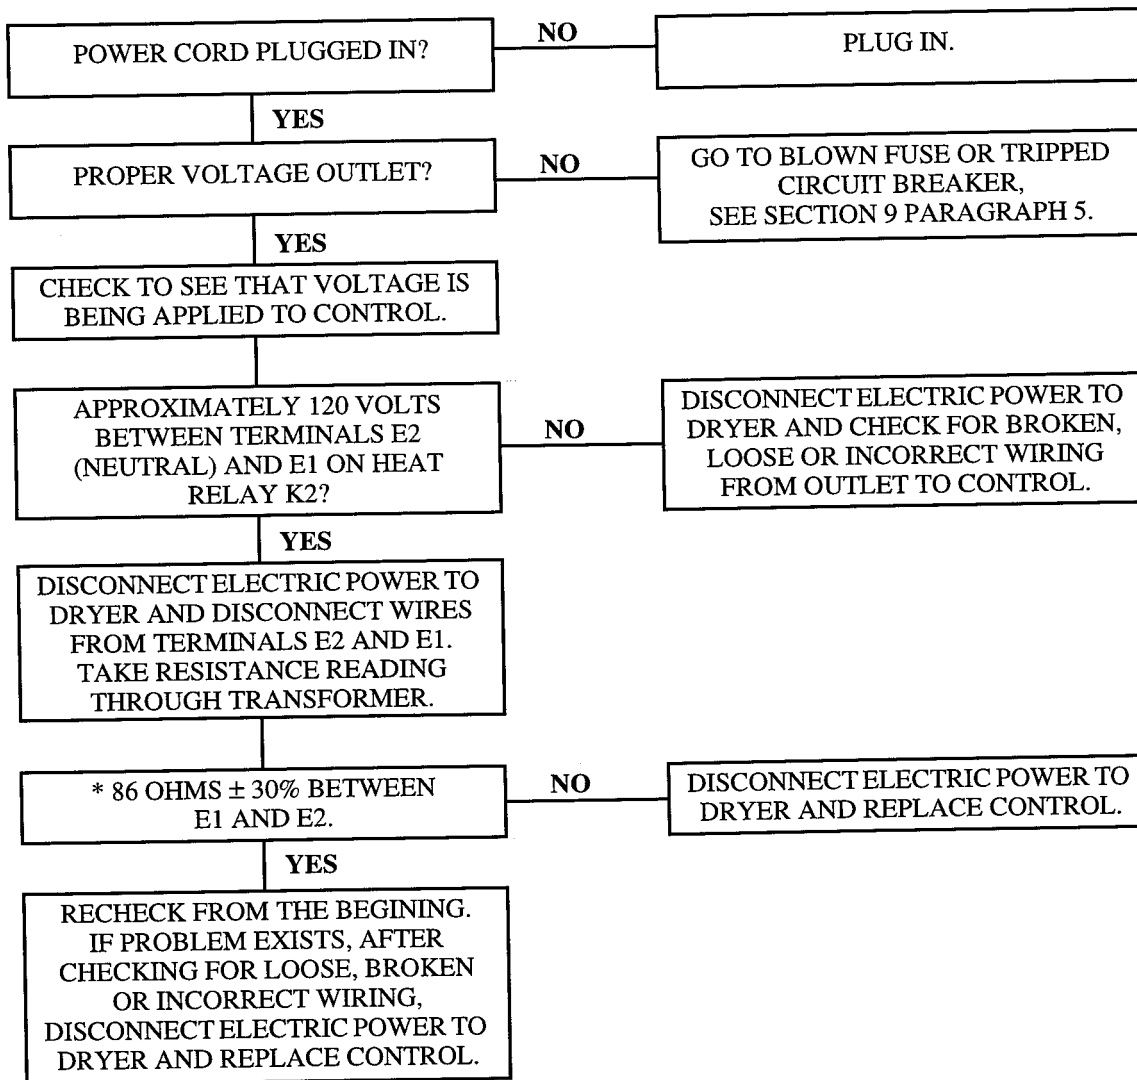 POWER CORD PLUGGED IN?
NO
PLUG IN.
YES
PROPER VOLTAGE OUTLET?
NO
GO TO BLOWN FUSE OR TRIPPED
CIRCUIT BREAKER,
SEE SECTION 9 PARAGRAPH 5.
YES
CHECK TO SEE THAT VOLTAGE IS
BEING APPLIED TO CONTROL.
APPROXIMATELY 120 VOLTS
BETWEEN TERMINALS E2
(NEUTRAL) AND E1 ON HEAT
RELAY K2?
NO
DISCONNECT ELECTRIC POWER TO
DRYER AND CHECK FOR BROKEN,
LOOSE OR INCORRECT WIRING
FROM OUTLET TO CONTROL.
YES
DISCONNECT ELECTRIC POWER TO
DRYER AND DISCONNECT WIRES
FROM TERMINALS E2 AND E1.
TAKE RESISTANCE READING
THROUGH TRANSFORMER.
* 86 OHMS ± 30% BETWEEN
E1 AND E2.
NO
DISCONNECT ELECTRIC POWER TO
DRYER AND REPLACE CONTROL.
YES
RECHECK FROM THE BEGINING.
IF PROBLEM EXISTS, AFTER
CHECKING FOR LOOSE, BROKEN
OR INCORRECT WIRING,
DISCONNECT ELECTRIC POWER TO
DRYER AND REPLACE CONTROL.